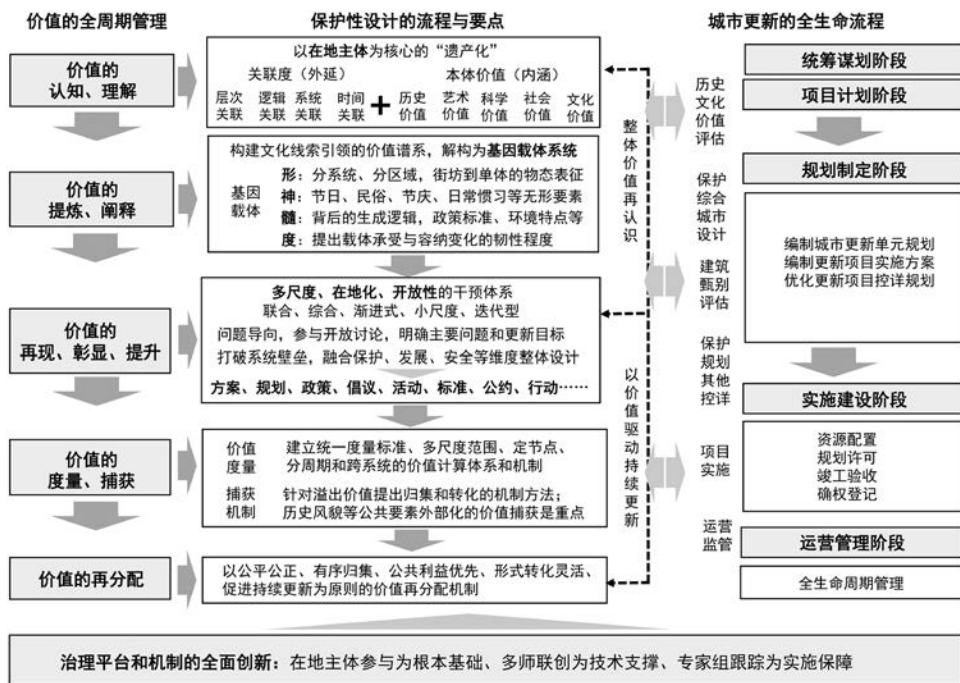 价值的全周期管理
价值的
认知、理解
价值的
提炼、阐释
价值的
再现、彰显、提升
价值的
度量、捕获
价值的再分配
保护性设计的流程与要点
以在地主体为核心的“遗产化”
关联度（外延） 本体价值（内涵）
层次 逻辑 系统 时间 + 历史 艺术 科学 社会 文化
关联 关联 关联 关联 价值 价值 价值 价值 价值
构建文化线索引领的价值谱系，解构为基因载体系统
基因
载体
形：分系统、分区域，街坊到单体的物态表征
神：节日、民俗、节庆、日常惯习等无形要素
髓：背后的生成逻辑，政策标准、环境特点等
度：提出载体承受与容纳变化的韧性程度
多尺度、在地化、开放性的干预体系
联合、综合、渐进式、小尺度、迭代型
问题导向，参与开放讨论，明确主要问题和更新目标
打破系统壁垒，融合保护、发展、安全等维度整体设计
方案、规划、政策、倡议、活动、标准、公约、行动……
价值 建立统一度量标准、多尺度范围、定节点、
度量 分周期和跨系统的价值计算体系和机制
捕获 针对溢出价值提出归集和转化的机制方法；
机制 历史风貌等公共要素外部化的价值捕获是重点
以公平公正、有序归集、公共利益优先、形式转化灵活、
促进持续更新为原则的价值再分配机制
整体价值再认识
以价值驱动持续更新
城市更新的全生命流程
历史
文化
价值
评估
保护
综合
城市
设计
建筑
甄别
评估
保护
规划
其他
控详
项目
实施
运营
监管
统筹谋划阶段
项目计划阶段
规划制定阶段
编制城市更新单元规划
编制更新项目实施方案
优化更新项目控详规划
实施建设阶段
资源配置
规划许可
竣工验收
确权登记
运营管理阶段
全生命周期管理
治理平台和机制的全面创新：在地主体参与为根本基础、多师联创为技术支撑、专家组跟踪为实施保障